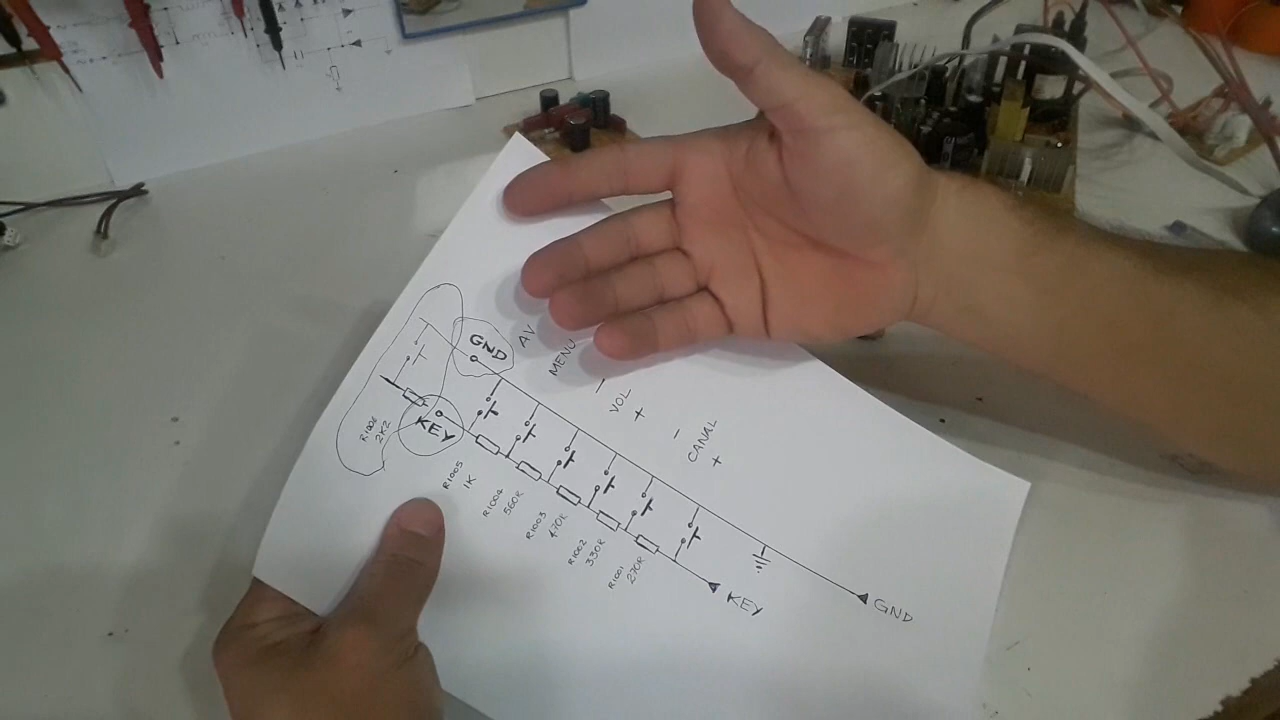 GND
AV
MENU
-
VOL
+
-
CANAL
+
KEY
R1006
2K2
R1005
1K
R1004
560R
R1003
470R
R1002
330R
R1001
270R
KEY
GND